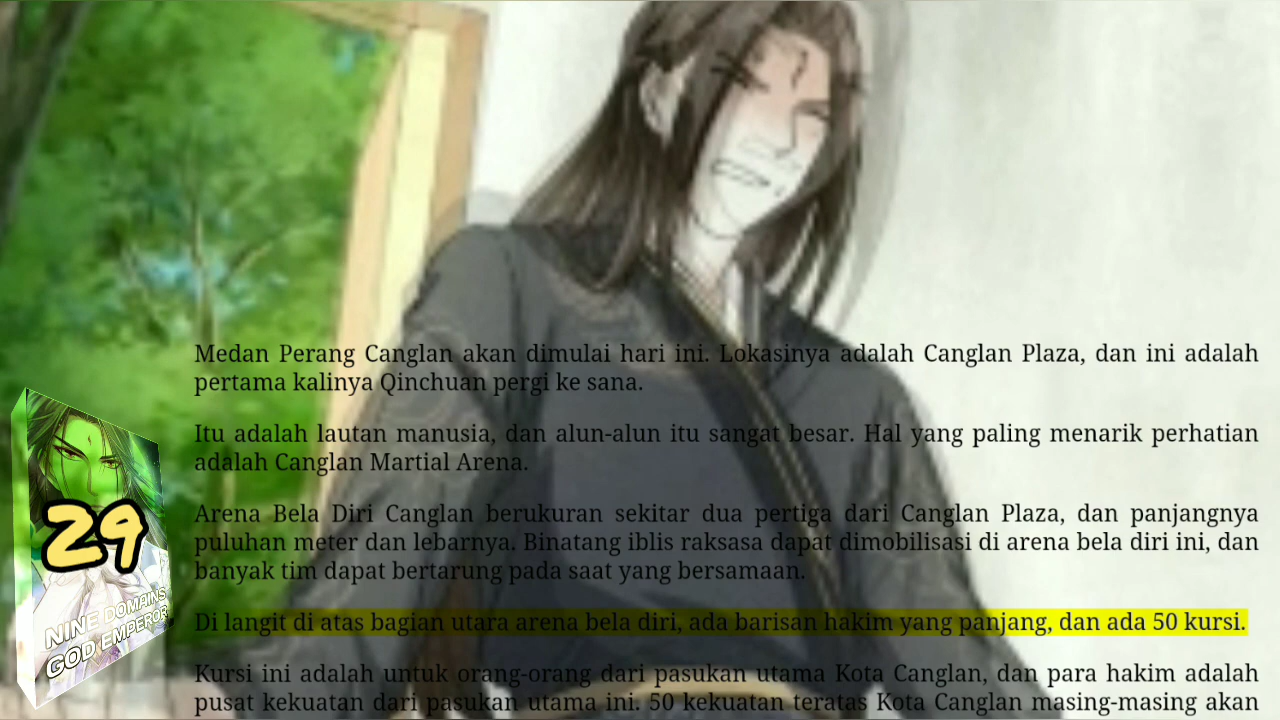 Medan Perang Canglan akan dimulai hari ini. Lokasinya adalah Canglan Plaza, dan ini adalah
pertama kalinya Qinchuan pergi ke sana.
Itu adalah lautan manusia, dan alun-alun itu sangat besar. Hal yang paling menarik perhatian
adalah Canglan Martial Arena.
Arena Bela Diri Canglan berukuran sekitar dua pertiga dari Canglan Plaza, dan panjangnya
puluhan meter dan lebarnya. Binatang iblis raksasa dapat dimobilisasi di arena bela diri ini, dan
banyak tim dapat bertarung pada saat yang bersamaan.
Di langit di atas bagian utara arena bela diri, ada barisan hakim yang panjang, dan ada 50 kursi.
Kursi ini adalah untuk orang-orang dari pasukan utama Kota Canglan, dan para hakim adalah
pusat kekuatan dari pasukan utama ini. 50 kekuatan teratas Kota Canglan masing-masing akan
29
NINE DOMAINS
GOD EMPEROR